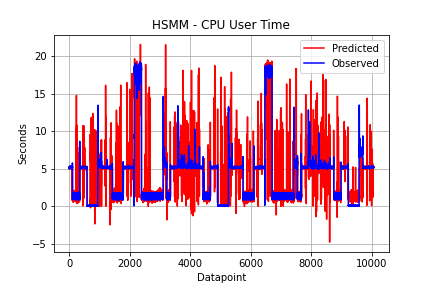 HSMM - CPU User Time
Predicted
Observed
Seconds
20
15
10
5
0
−5
0
2000
4000
6000
8000
10000
Datapoint